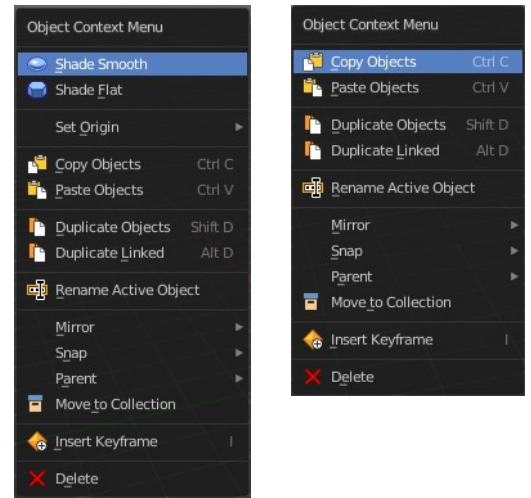 Object Context Menu
Shade Smooth
Shade Flat
Set Origin
Copy Objects Ctrl C
Paste Objects Ctrl V
Duplicate Objects Shift D
Duplicate Linked Alt D
Rename Active Object
Mirror
Snap
Parent
Move to Collection
Insert Keyframe I
Delete
Object Context Menu
Copy Objects Ctrl C
Paste Objects Ctrl V
Duplicate Objects Shift D
Duplicate Linked Alt D
Rename Active Object
Mirror
Snap
Parent
Move to Collection
Insert Keyframe I
Delete